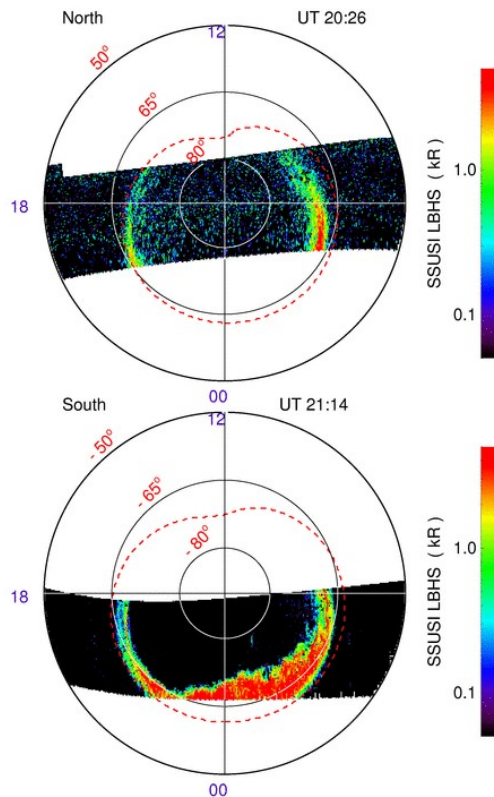 North
UT 20:26
12
50°
65°
80°
18
00
SSUSI LBHS ( kR )
1.0
0.1
South
UT 21:14
12
- 50°
- 65°
- 80°
18
00
SSUSI LBHS ( kR )
1.0
0.1